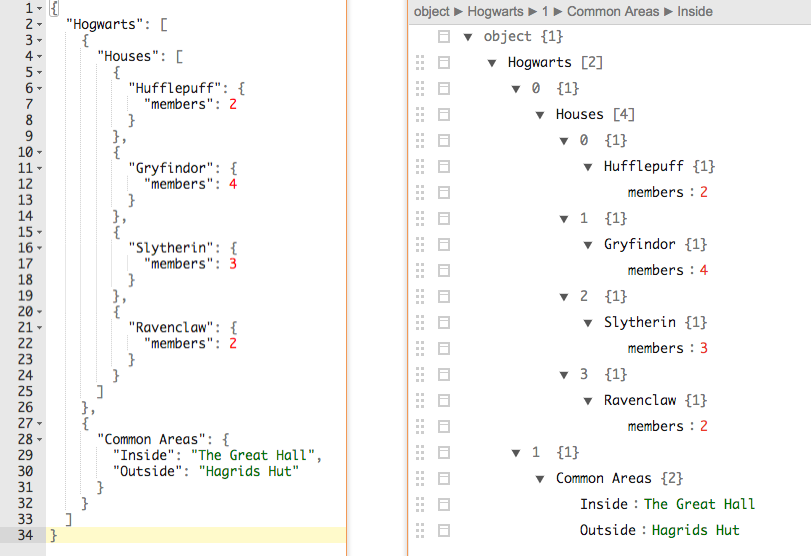 1 {
2 "Hogwarts": [
3 {
4 "Houses": [
5 {
6 "Hufflepuff": {
7 "members": 2
8 }
9 },
10 {
11 "Gryfindor": {
12 "members": 4
13 }
14 },
15 {
16 "Slytherin": {
17 "members": 3
18 }
19 },
20 {
21 "Ravenclaw": {
22 "members": 2
23 }
24 }
25 ]
26 },
27 {
28 "Common Areas": {
29 "Inside": "The Great Hall",
30 "Outside": "Hagrids Hut"
31 }
32 }
33 ]
34 }
object ▶ Hogwarts ▶ 1 ▶ Common Areas ▶ Inside
▼ object {1}
▼ Hogwarts [2]
▼ 0 {1}
▼ Houses [4]
▼ 0 {1}
▼ Hufflepuff {1}
members : 2
▼ 1 {1}
▼ Gryfindor {1}
members : 4
▼ 2 {1}
▼ Slytherin {1}
members : 3
▼ 3 {1}
▼ Ravenclaw {1}
members : 2
▼ 1 {1}
▼ Common Areas {2}
Inside : The Great Hall
Outside : Hagrids Hut